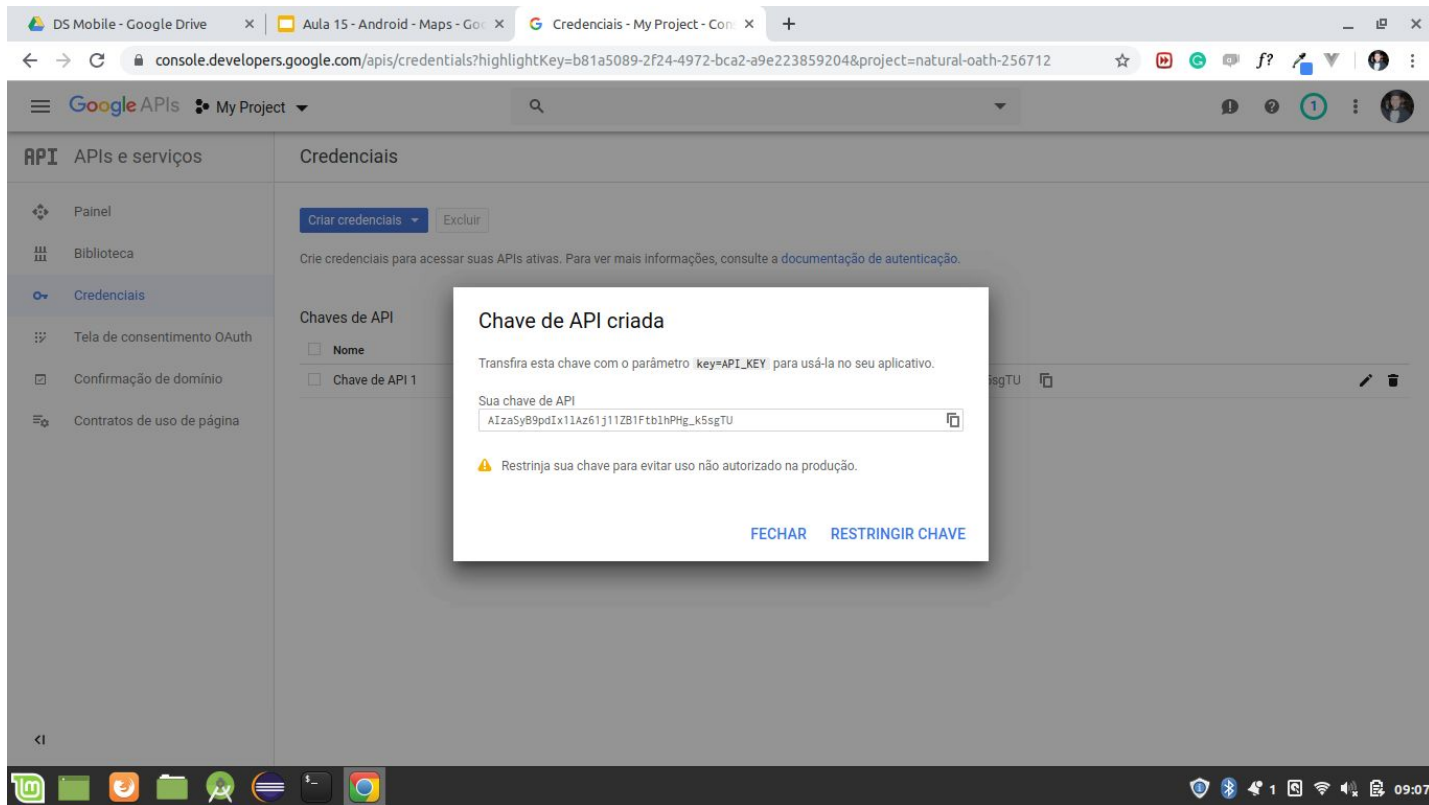 DS Mobile - Google Drive
Aula 15 - Android - Maps - Goo
Credenciais - My Project - Con
console.developers.google.com/apis/credentials?highlightKey=b81a5089-2f24-4972-bca2-a9e223859204&project=natural-oath-256712
f?
Google APIs My Project
1
API APIs e serviços
Credenciais
Painel
Criar credenciais Excluir
Biblioteca
Crie credenciais para acessar suas APIs ativas. Para ver mais informações, consulte a documentação de autenticação.
Credenciais
Chaves de API
Tela de consentimento OAuth
Nome
Confirmação de domínio
Chave de API 1
Contratos de uso de página
Chave de API criada
Transfira esta chave com o parâmetro key=API_KEY para usá-la no seu aplicativo.
Sua chave de API
Restrinja sua chave para evitar uso não autorizado na produção.
FECHAR RESTRINGIR CHAVE
1 09:07